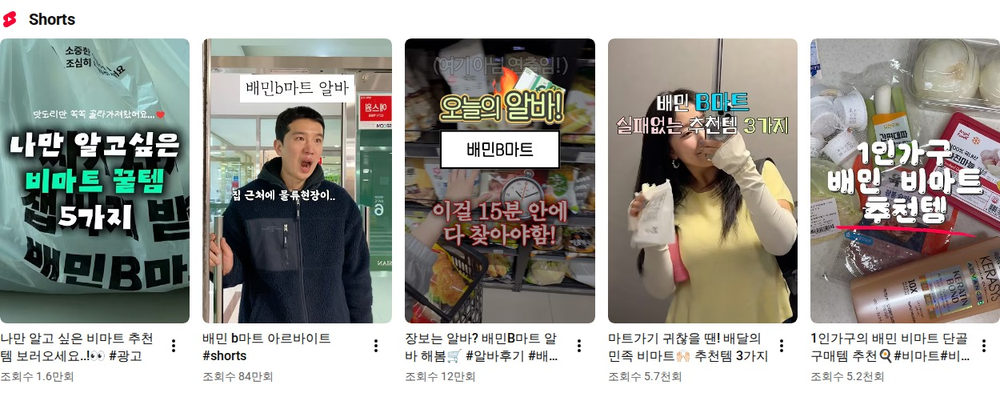 Shorts
소중한
조심히
맛도리만 쏙쏙 골라가져왔어요...
나만 알고싶은
비마트 꿀템
5가지
배민B마
나만 알고 싶은 비마트 추천
템 보러오세요..!👀 #광고
조회수 1.6만회
배민b마트 알바
집 근처에 물류현장이..
에스원
배민 b마트 아르바이트
#shorts
조회수 84만회
(여기 아님 연출임!)
오늘의 알바!
배민B마트
이걸 15분 안에
다 찾아야함!
장보는 알바? 배민B마트 알
바 해봄🛒 #알바후기 #배...
조회수 12만회
배민 B마트
실패없는 추천템 3가지
마트가기 귀찮을 땐! 배달의
민족 비마트🙌🏻 추천템 3가지
조회수 5.7천회
1인가구
배민 비마트
추천템
KERASYS
KERATIN
BOND
1인가구의 배민 비마트 단골
구매템 추천🍳#비마트#비...
조회수 5.2천회